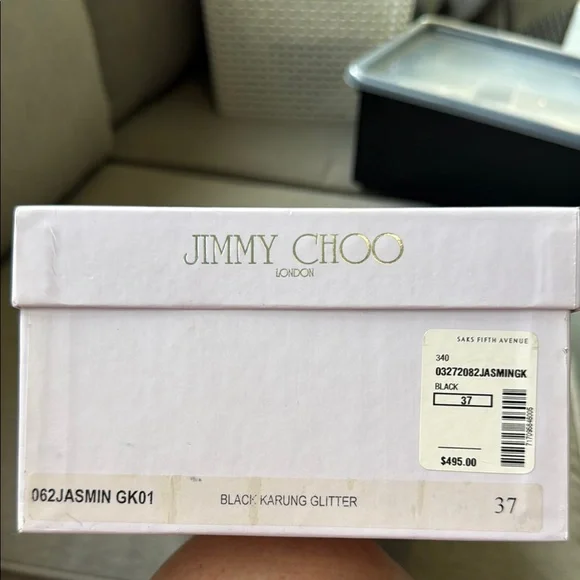 JIMMY CHOO
LONDON
SAKS FIFTH AVENUE
340
03272082JASMINGK
BLACK
37
$495.00
062JASMIN GK01
BLACK KARUNG GLITTER
37